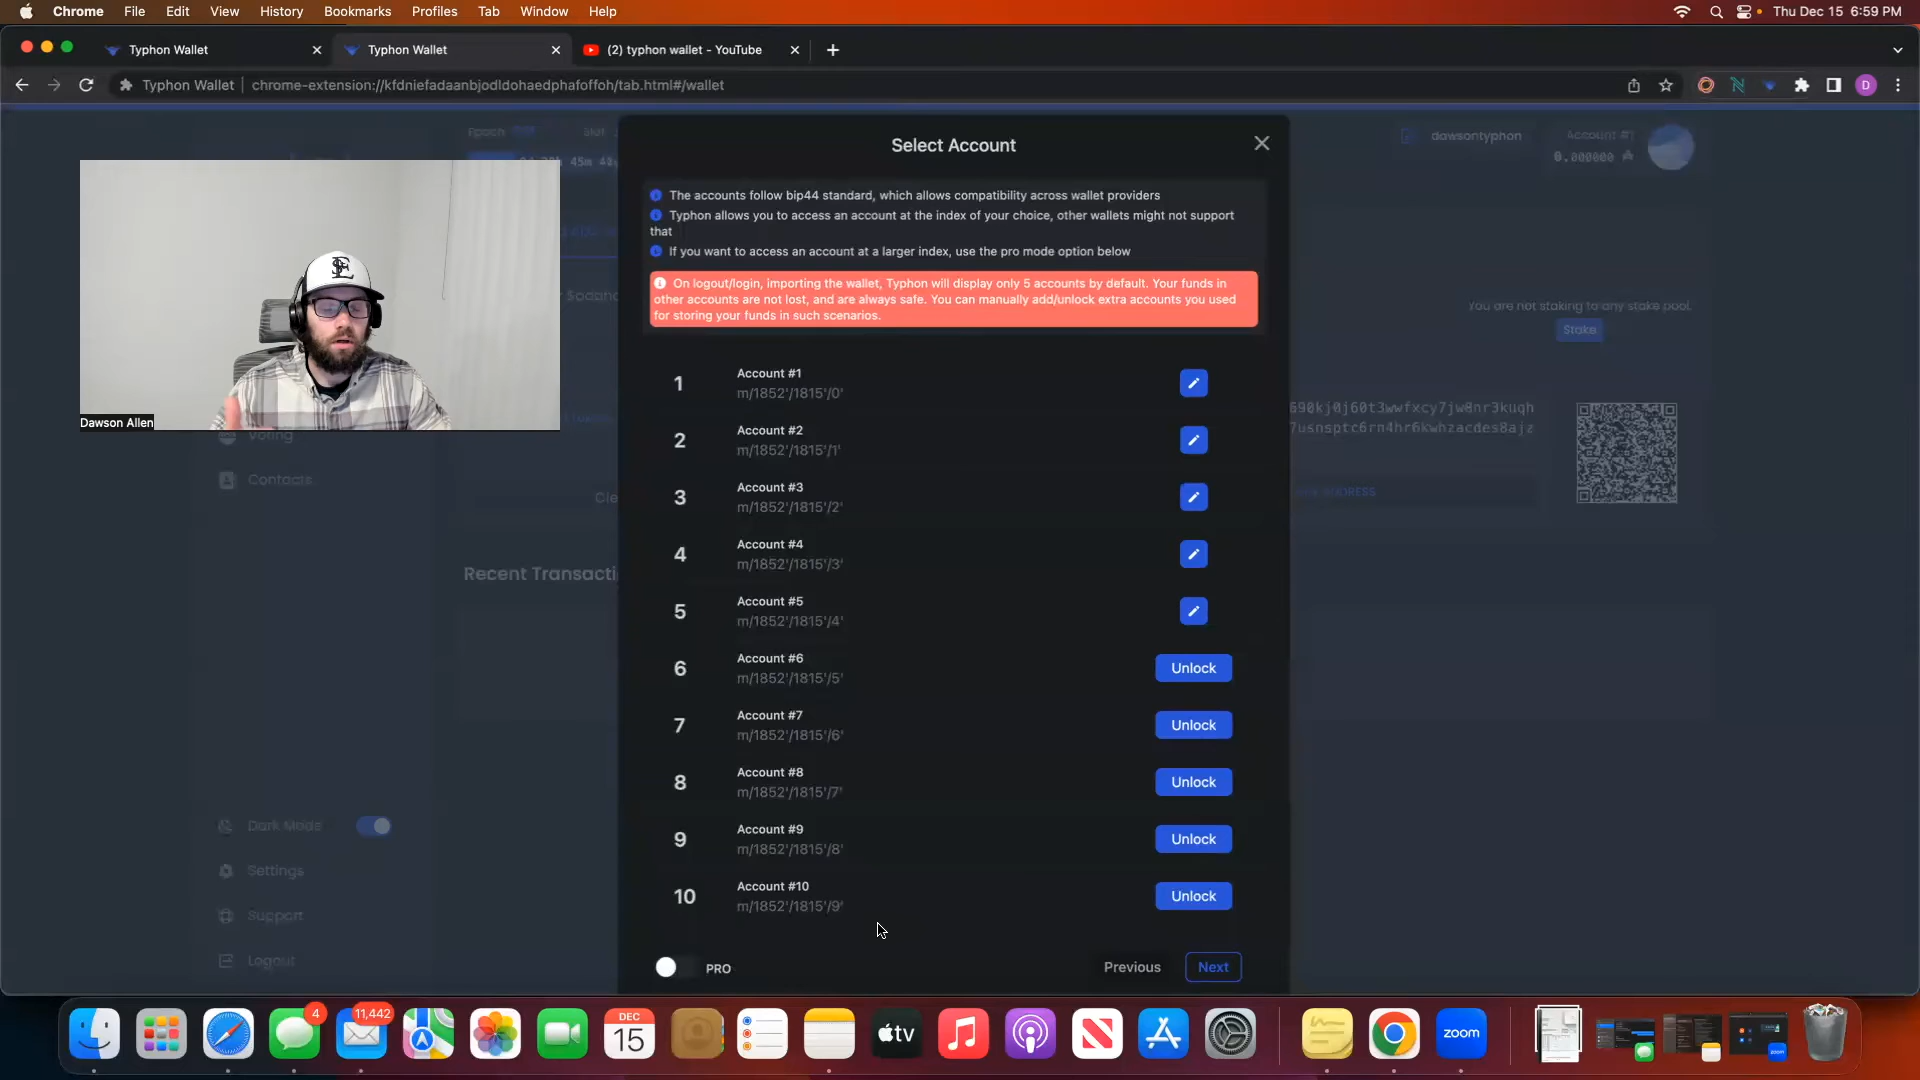 Chrome File Edit View History Bookmarks Profiles Tab Window Help
Thu Dec 15 6:59 PM
Typhon Wallet
Typhon Wallet
(2) typhon wallet - YouTube
Typhon Wallet
chrome-extension://kfdniefadaanbjodldohaedphafoffoh/tab.html#/wallet
D
Epoch
Slot
dawsontyphon
Account #1
0.000000
Select Account
The accounts follow bip44 standard, which allows compatibility across wallet providers
Typhon allows you to access an account at the index of your choice, other wallets might not support
that
If you want to access an account at a larger index, use the pro mode option below
On logout/login, importing the wallet, Typhon will display only 5 accounts by default. Your funds in
other accounts are not lost, and are always safe. You can manually add/unlock extra accounts you used
for storing your funds in such scenarios.
You are not staking to any stake pool.
Stake
Dawson Allen
Voting
Contacts
Recent Transacti
1
Account #1
m/1852'/1815'/0'
2
Account #2
m/1852'/1815'/1'
3
Account #3
m/1852'/1815'/2'
4
Account #4
m/1852'/1815'/3'
5
Account #5
m/1852'/1815'/4'
6
Account #6
m/1852'/1815'/5'
Unlock
7
Account #7
m/1852'/1815'/6'
Unlock
8
Account #8
m/1852'/1815'/7'
Unlock
9
Account #9
m/1852'/1815'/8'
Unlock
10
Account #10
m/1852'/1815'/9'
Unlock
690kj0j60t3wwfxcy7jw8nr3kuqh
7usnsptc6rn4hr6kwhzacdes8ajz
Dark Mode
Settings
Support
Logout
PRO
Previous
Next
4
11,442
DEC
15
tv
zoom